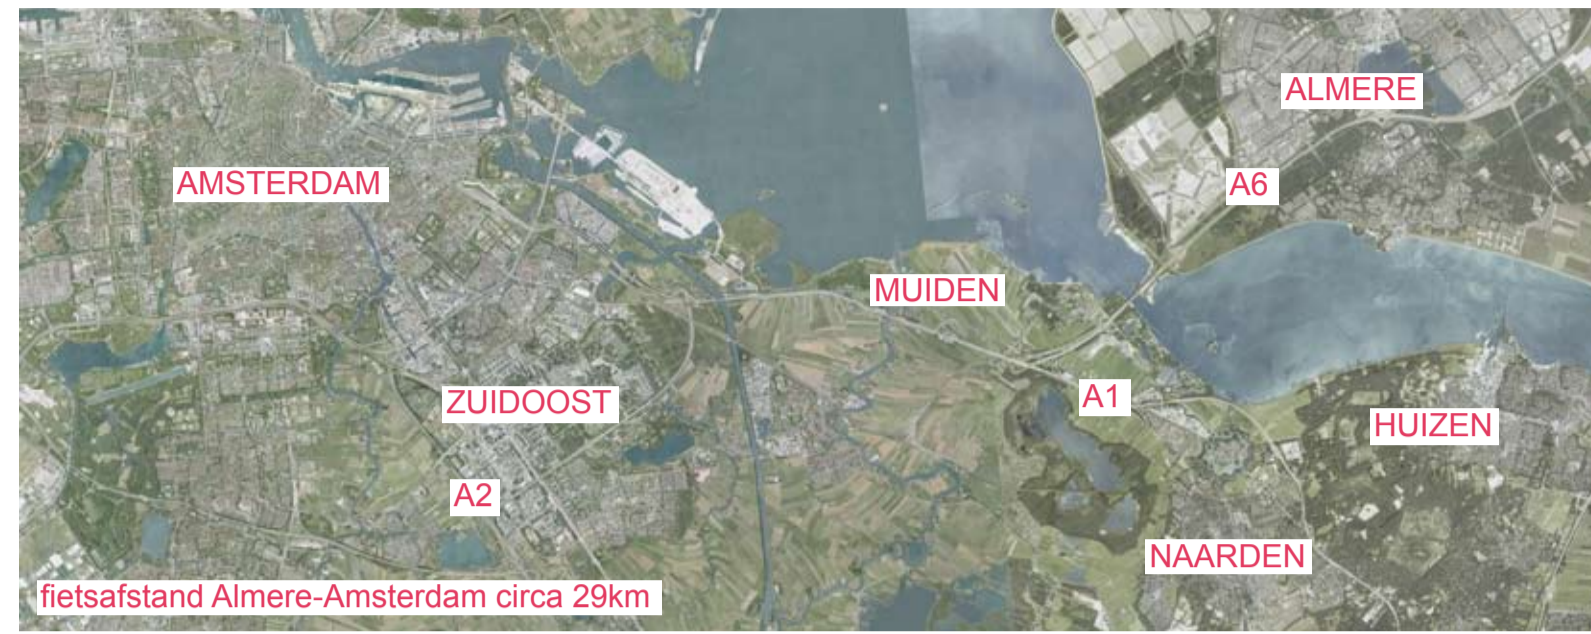 ALMERE
AMSTERDAM
A6
MUIDEN
ZUIDOOST
A1
HUIZEN
A2
NAARDEN
fietsafstand Almere-Amsterdam circa 29km